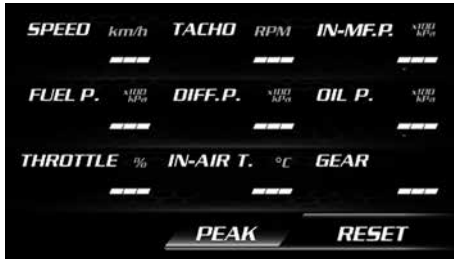 SPEED km/h TACHO RPM IN-MF.P. x100 kPa
--- --- ---
FUEL P. x100 kPa DIFF.P. x100 kPa OIL P. x100 kPa
--- --- ---
THROTTLE % IN-AIR T. °C GEAR
--- --- ---
PEAK RESET